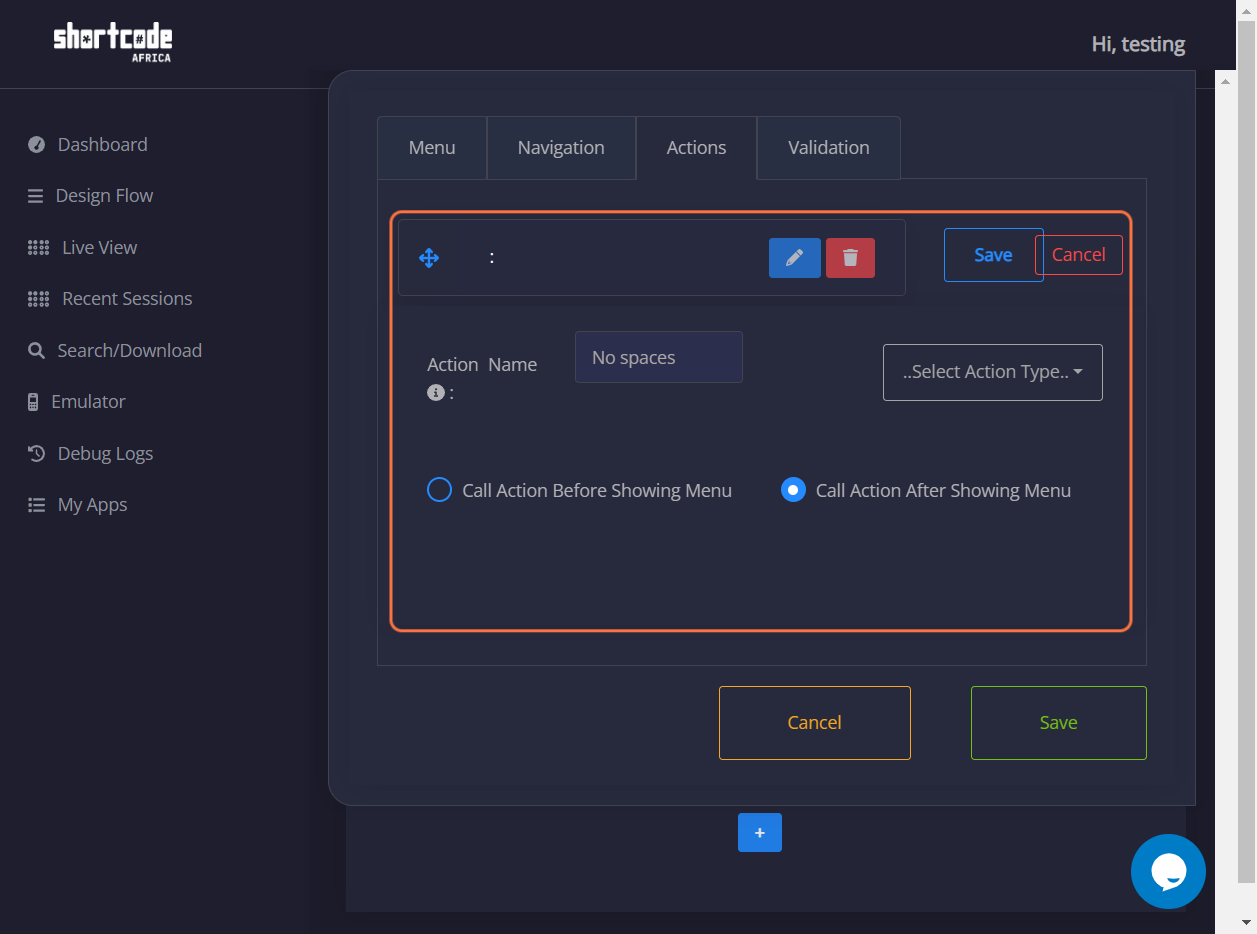 shortcode
AFRICA
Hi, testing
Dashboard
Design Flow
Live View
Recent Sessions
Search/Download
Emulator
Debug Logs
My Apps
Menu Navigation Actions Validation
: Save Cancel
Action Name No spaces ..Select Action Type..
:
Call Action Before Showing Menu Call Action After Showing Menu
Cancel Save
+